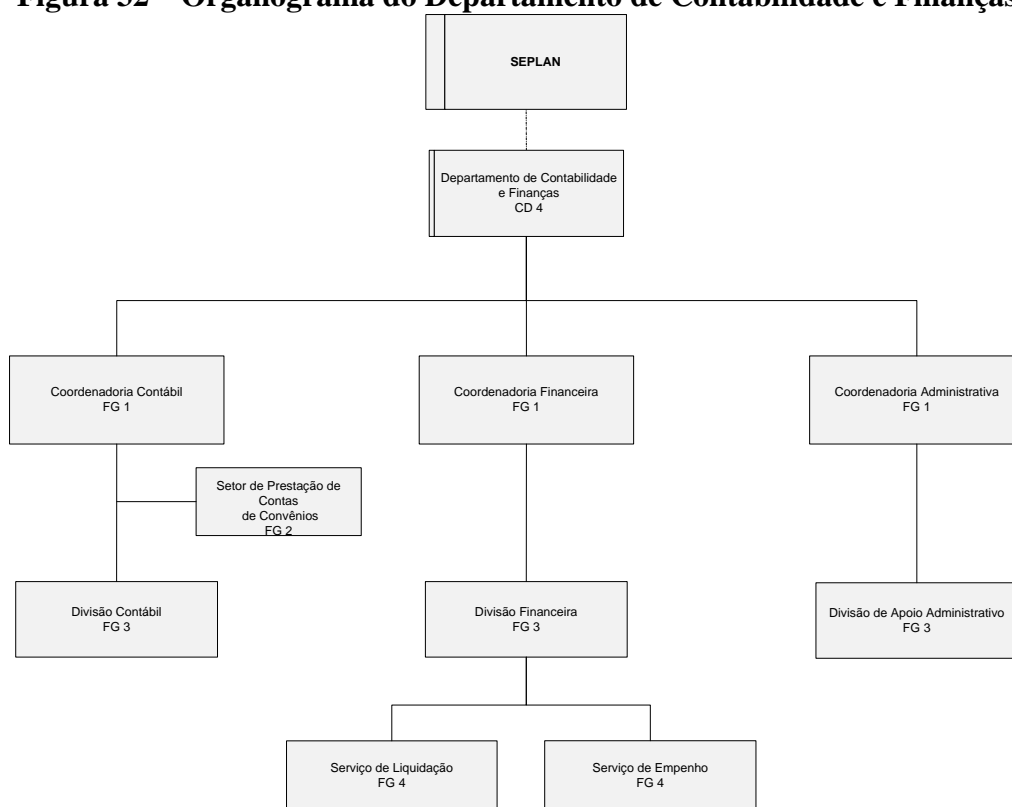 Figura 32 – Organograma do Departamento de Contabilidade e Finanças
SEPLAN
Departamento de Contabilidade
e Finanças
CD 4
Coordenadoria Contábil
FG 1
Coordenadoria Financeira
FG 1
Coordenadoria Administrativa
FG 1
Setor de Prestação de
Contas
de Convênios
FG 2
Divisão Contábil
FG 3
Divisão Financeira
FG 3
Divisão de Apoio Administrativo
FG 3
Serviço de Liquidação
FG 4
Serviço de Empenho
FG 4